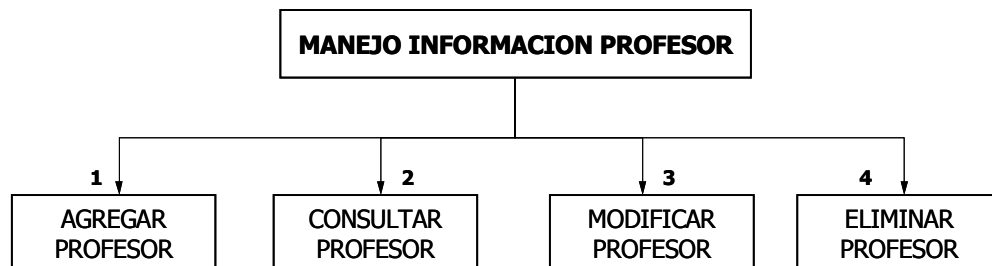 MANEJO INFORMACION PROFESOR
1
2
3
4
AGREGAR
PROFESOR
CONSULTAR
PROFESOR
MODIFICAR
PROFESOR
ELIMINAR
PROFESOR